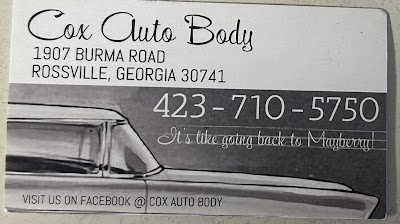 Cox Auto Body
1907 BURMA ROAD
ROSSVILLE, GEORGIA 30741
423-710-5750
It's like going back to Mayberry!
VISIT US ON FACEBOOK @ COX AUTO BODY